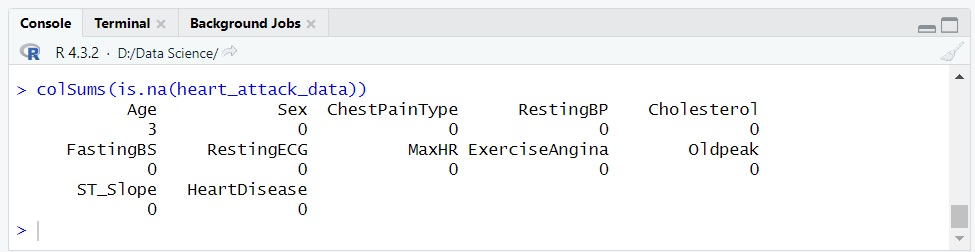 Console Terminal Background Jobs
R R 4.3.2 · D:/Data Science/
> colSums(is.na(heart_attack_data))
Age Sex ChestPainType RestingBP Cholesterol
3 0 0 0 0
FastingBS RestingECG MaxHR ExerciseAngina Oldpeak
0 0 0 0 0
ST_Slope HeartDisease
0 0
>